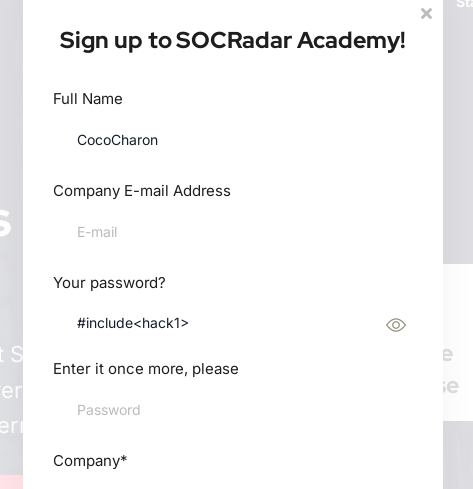 Sta
Sign up to SOCRadar Academy!
Full Name
CocoCharon
Company E-mail Address
E-mail
Your password?
#include<hack1>
Enter it once more, please
Password
Company*